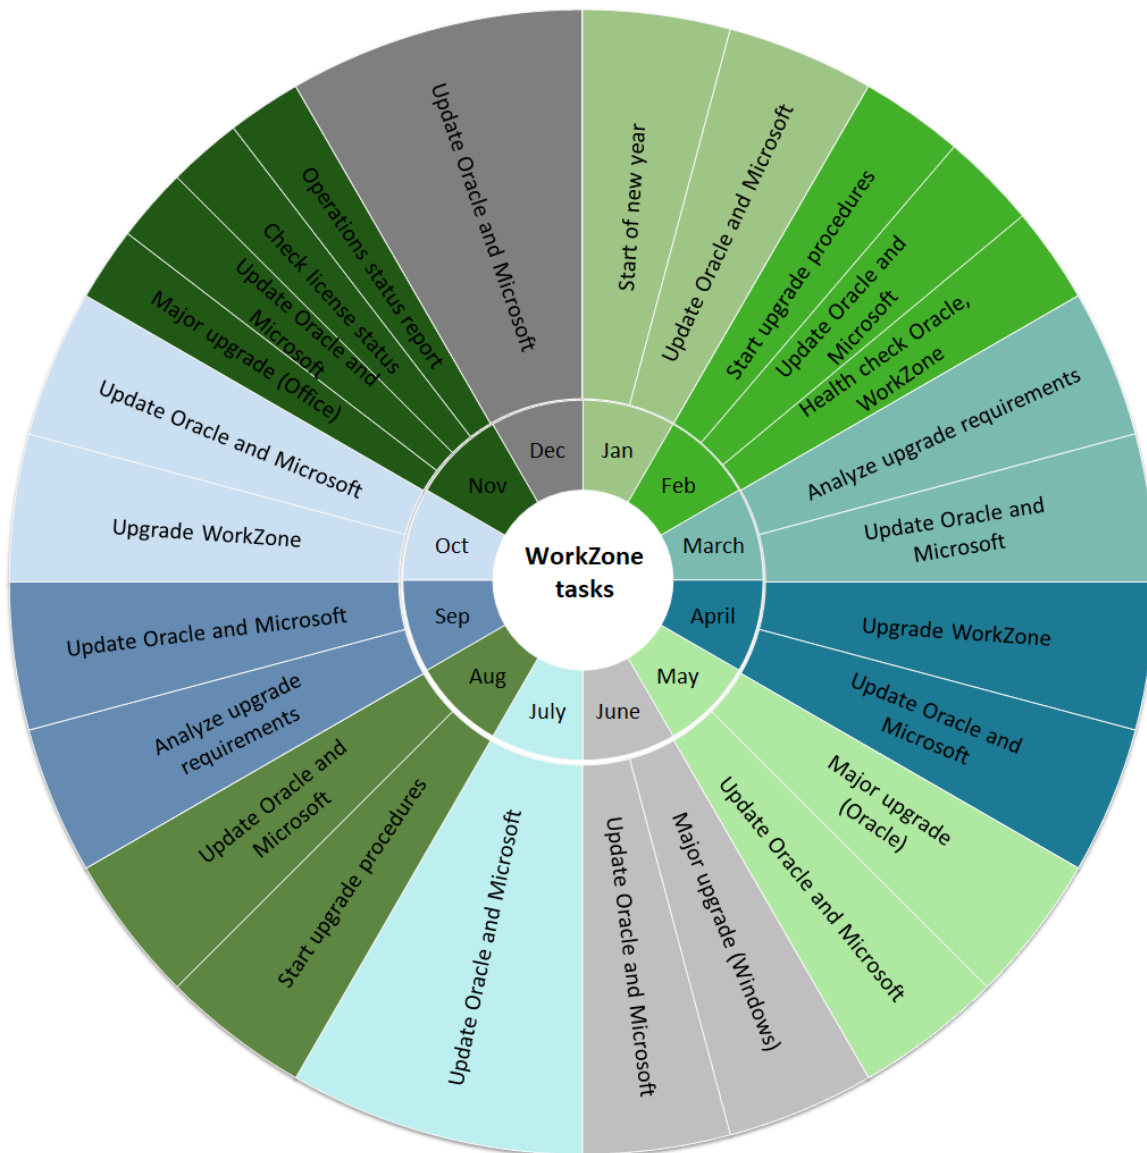 WorkZone
tasks
Jan
Start of new year
Update Oracle and Microsoft
Feb
Start upgrade procedures
Update Oracle and
Microsoft
Health check Oracle,
WorkZone
March
Analyze upgrade requirements
Update Oracle and
Microsoft
April
Upgrade WorkZone
Update Oracle and
Microsoft
May
Major upgrade
(Oracle)
Update Oracle and Microsoft
June
Major upgrade (Windows)
Update Oracle and Microsoft
July
Update Oracle and Microsoft
Aug
Start upgrade procedures
Update Oracle and
Microsoft
Sep
Analyze upgrade
requirements
Update Oracle and Microsoft
Oct
Upgrade WorkZone
Update Oracle and Microsoft
Nov
Major upgrade (Office)
Update Oracle and
Microsoft
Check license status
Operations status report
Dec
Update Oracle and Microsoft